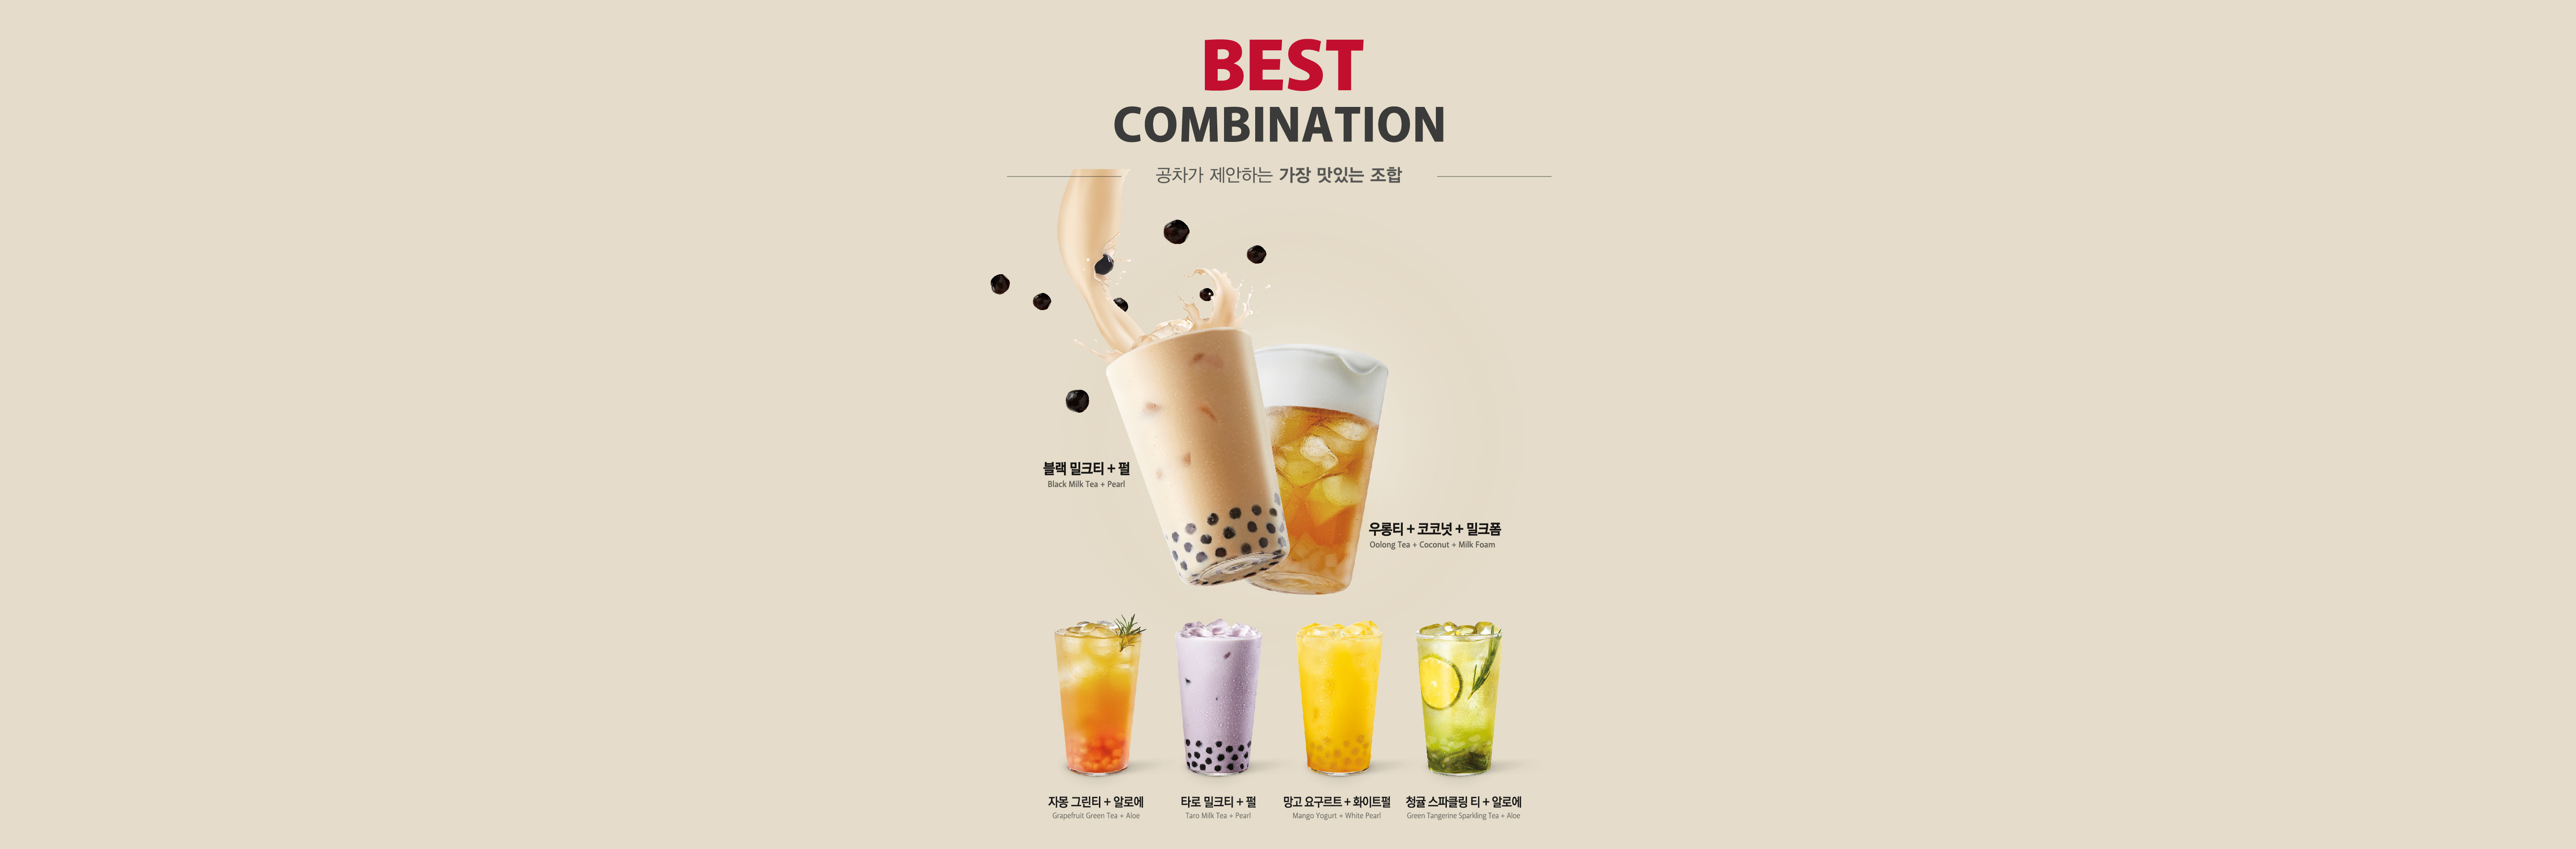 BEST
COMBINATION
공차가 제안하는 가장 맛있는 조합
블랙 밀크티 + 펄
Black Milk Tea + Pearl
우롱티 + 코코넛 + 밀크폼
Oolong Tea + Coconut + Milk Foam
자몽 그린티 + 알로에
Grapefruit Green Tea + Aloe
타로 밀크티 + 펄
Taro Milk Tea + Pearl
망고 요구르트 + 화이트펄
Mango Yogurt + White Pearl
청귤 스파클링 티 + 알로에
Green Tangerine Sparkling Tea + Aloe